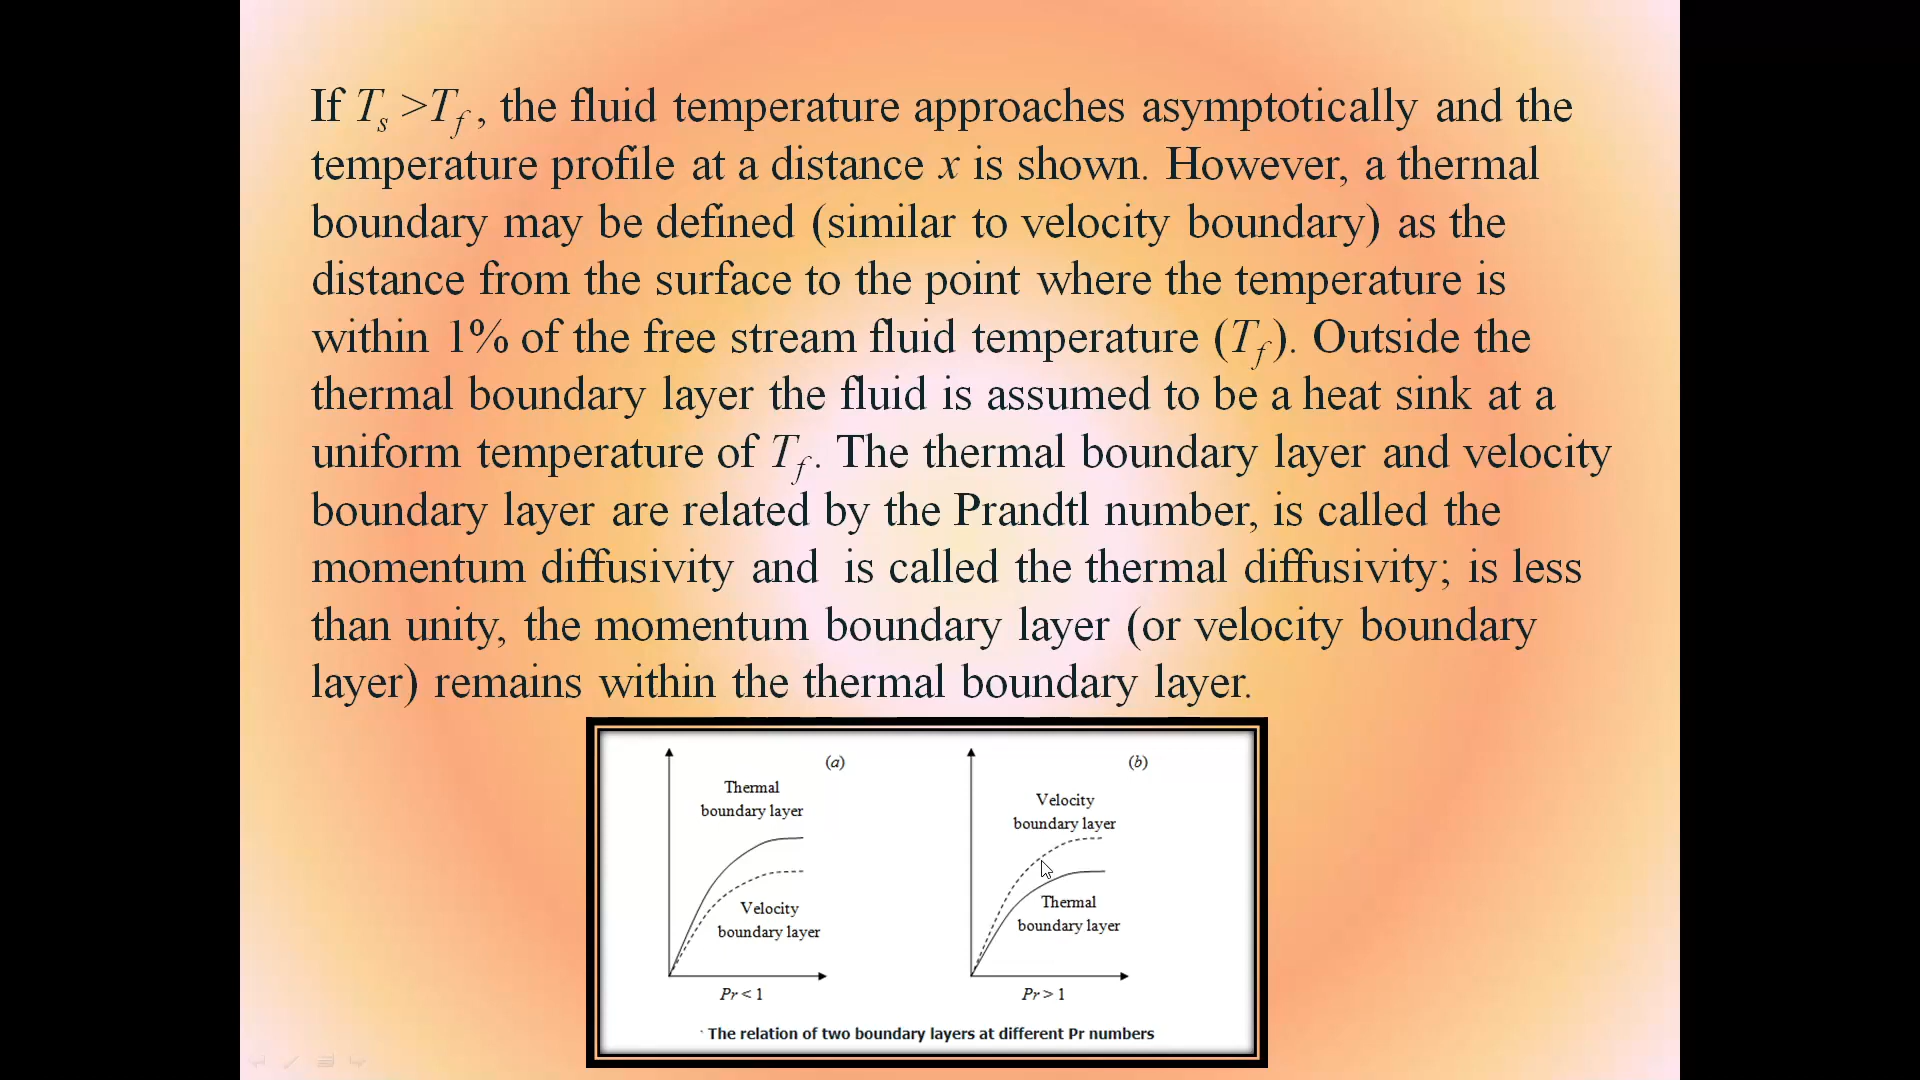 If Ts >Tf , the fluid temperature approaches asymptotically and the
temperature profile at a distance x is shown. However, a thermal
boundary may be defined (similar to velocity boundary) as the
distance from the surface to the point where the temperature is
within 1% of the free stream fluid temperature (Tf). Outside the
thermal boundary layer the fluid is assumed to be a heat sink at a
uniform temperature of Tf. The thermal boundary layer and velocity
boundary layer are related by the Prandtl number, is called the
momentum diffusivity and is called the thermal diffusivity; is less
than unity, the momentum boundary layer (or velocity boundary
layer) remains within the thermal boundary layer.
(a)
Thermal
boundary layer
Velocity
boundary layer
Pr < 1
(b)
Velocity
boundary layer
Thermal
boundary layer
Pr > 1
The relation of two boundary layers at different Pr numbers